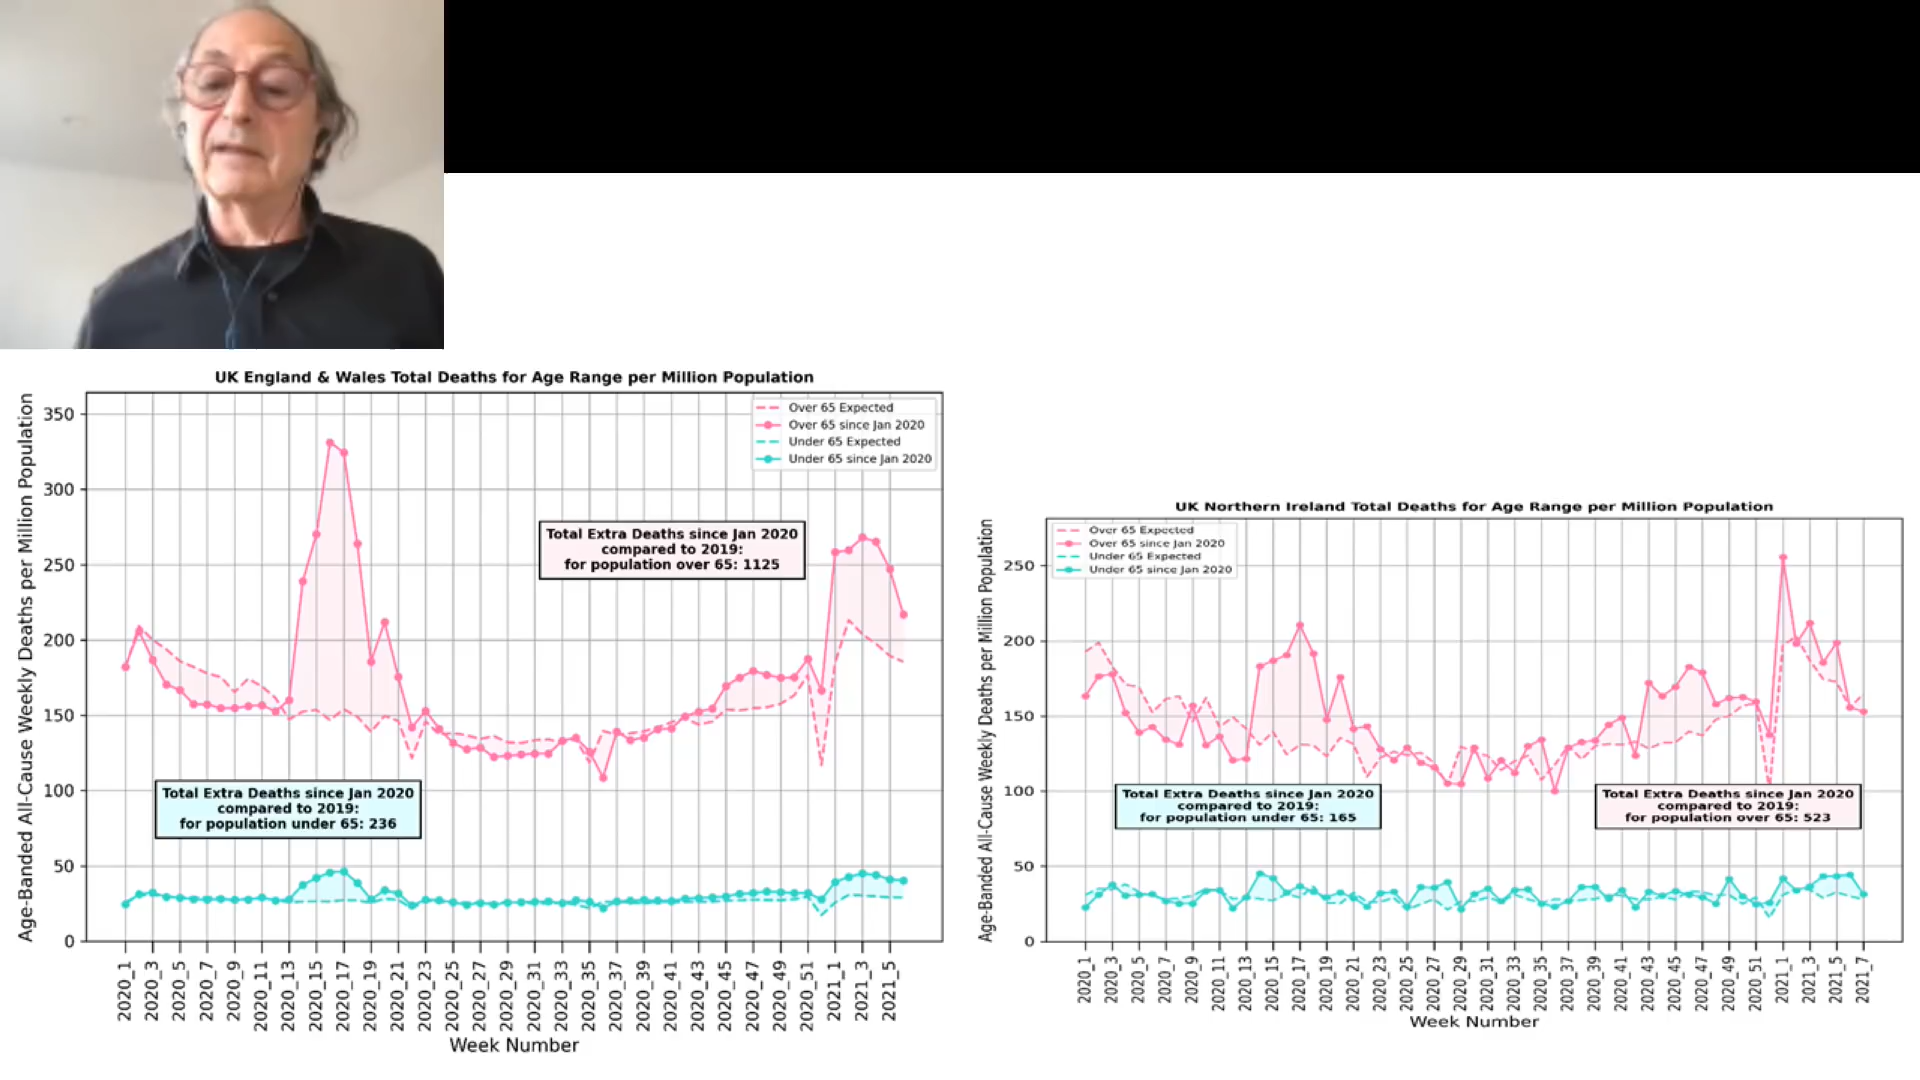 UK England & Wales Total Deaths for Age Range per Million Population
Age-Banded All-Cause Weekly Deaths per Million Population
350
300
250
200
150
100
50
0
Over 65 Expected
Over 65 since Jan 2020
Under 65 Expected
Under 65 since Jan 2020
Total Extra Deaths since Jan 2020
compared to 2019:
for population over 65: 1125
Total Extra Deaths since Jan 2020
compared to 2019:
for population under 65: 236
2020_1
2020_3
2020_5
2020_7
2020_9
2020_11
2020_13
2020_15
2020_17
2020_19
2020_21
2020_23
2020_25
2020_27
2020_29
2020_31
2020_33
2020_35
2020_37
2020_39
2020_41
2020_43
2020_45
2020_47
2020_49
2020_51
2021_1
2021_3
2021_5
Week Number
UK Northern Ireland Total Deaths for Age Range per Million Population
Age-Banded All-Cause Weekly Deaths per Million Population
250
200
150
100
50
0
Over 65 Expected
Over 65 since Jan 2020
Under 65 Expected
Under 65 since Jan 2020
Total Extra Deaths since Jan 2020
compared to 2019:
for population under 65: 165
Total Extra Deaths since Jan 2020
compared to 2019:
for population over 65: 523
2020_1
2020_3
2020_5
2020_7
2020_9
2020_11
2020_13
2020_15
2020_17
2020_19
2020_21
2020_23
2020_25
2020_27
2020_29
2020_31
2020_33
2020_35
2020_37
2020_39
2020_41
2020_43
2020_45
2020_47
2020_49
2020_51
2021_1
2021_3
2021_5
2021_7
Week Number